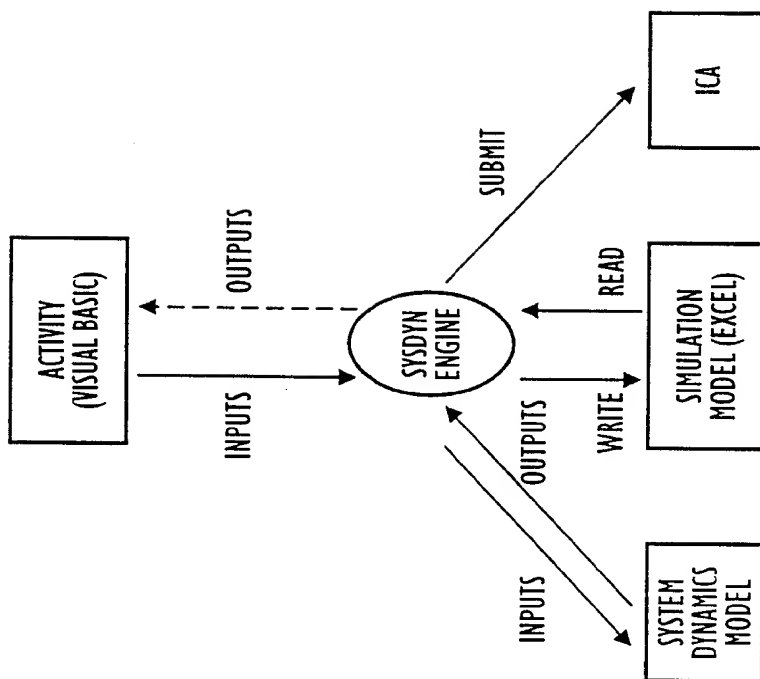 ACTIVITY
(VISUAL BASIC)
INPUTS
OUTPUTS
SYSDYN
ENGINE
SUBMIT
INPUTS
OUTPUTS
WRITE
READ
SYSTEM
DYNAMICS
MODEL
SIMULATION
MODEL (EXCEL)
ICA